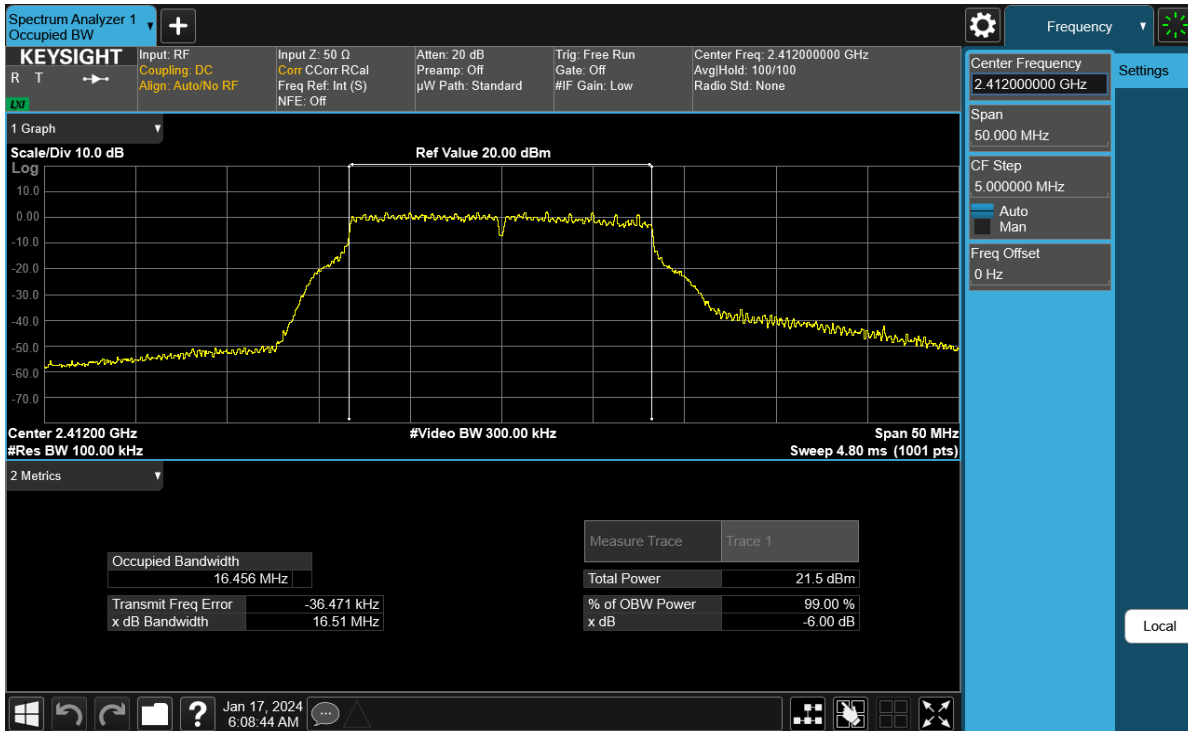 Spectrum Analyzer 1
Occupied BW
Frequency
KEYSIGHT
R T
LXI
Input: RF
Coupling: DC
Align: Auto/No RF
Input Z: 50 Ω
Corr CCorr RCal
Freq Ref: Int (S)
NFE: Off
Atten: 20 dB
Preamp: Off
µW Path: Standard
Trig: Free Run
Gate: Off
#IF Gain: Low
Center Freq: 2.412000000 GHz
Avg|Hold: 100/100
Radio Std: None
Center Frequency
2.412000000 GHz
Settings
Span
50.000 MHz
CF Step
5.000000 MHz
Auto
Man
Freq Offset
0 Hz
Local
1 Graph
Scale/Div 10.0 dB
Ref Value 20.00 dBm
Log
10.0
0.00
-10.0
-20.0
-30.0
-40.0
-50.0
-60.0
-70.0
Center 2.41200 GHz
#Video BW 300.00 kHz
Span 50 MHz
#Res BW 100.00 kHz
Sweep 4.80 ms (1001 pts)
2 Metrics
Measure Trace Trace 1
Occupied Bandwidth
16.456 MHz
Total Power 21.5 dBm
Transmit Freq Error -36.471 kHz
% of OBW Power 99.00 %
x dB Bandwidth 16.51 MHz
x dB -6.00 dB
?
Jan 17, 2024
6:08:44 AM